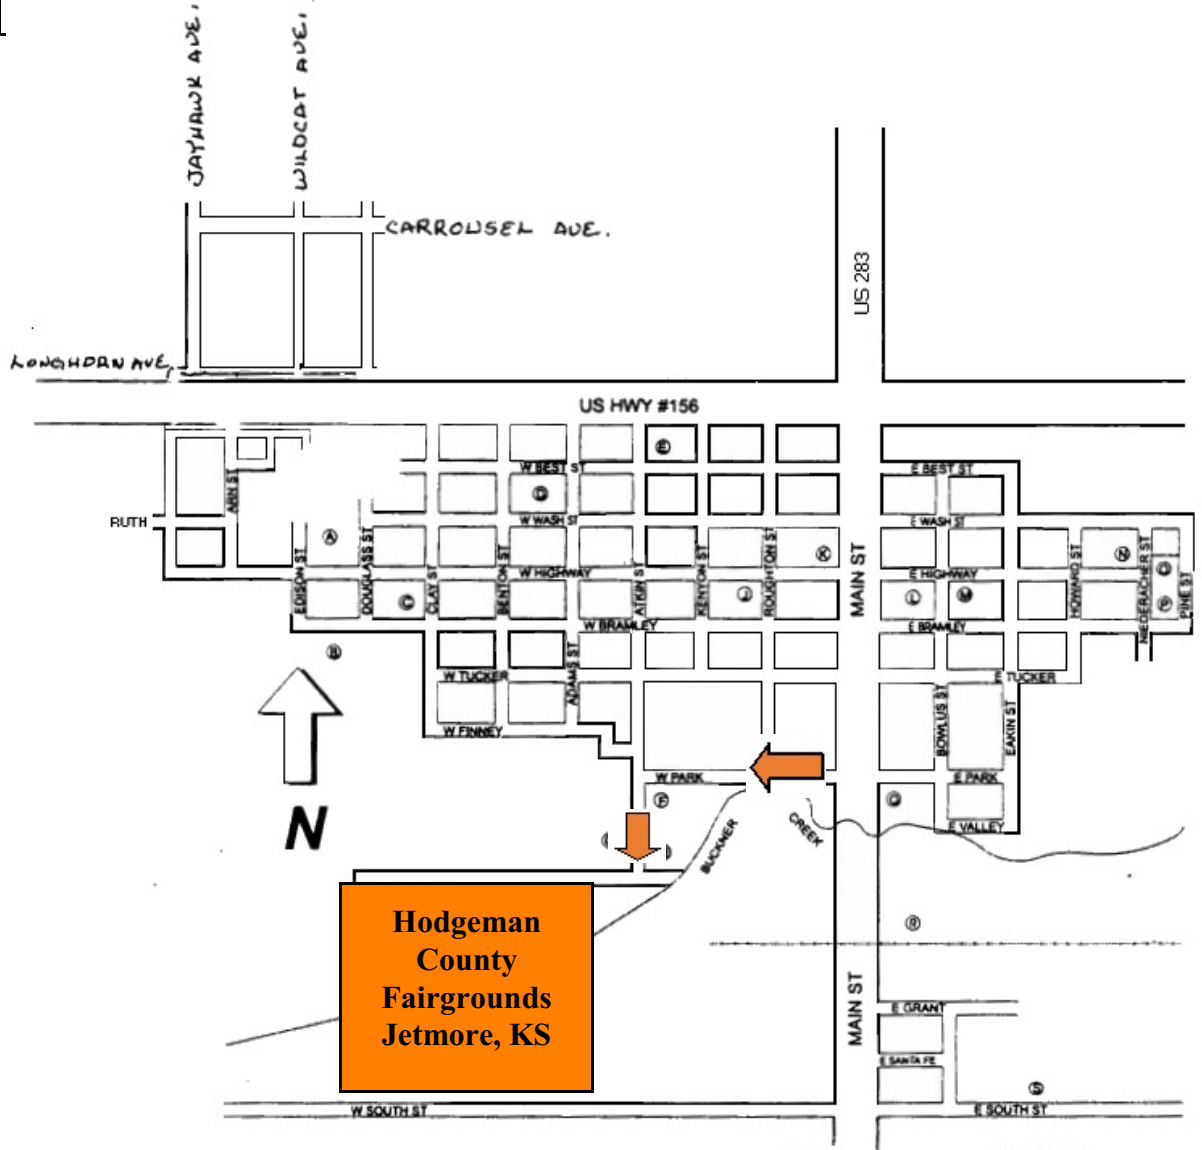 JAYHAWK AVE.
WILDCAT AVE.
CARROUSEL AVE.
US 283
LONGHORN AVE,
US HWY #156
W BEST ST
E BEST ST
E
D
ARN ST
RUTH
W WASH ST
E WASH ST
A
K
N
EDISON ST
DOUGLASS ST
CLAY ST
BENTON ST
W HIGHWAY
ATKIN ST
KENYON ST
ROUGHTON ST
MAIN ST
E HIGHWAY
HOWARD ST
NIEDERACHER ST
PINE ST
O
C
J
L
M
P
W BRAMLEY
E BRAMLEY
B
W TUCKER
ADAMS ST
E TUCKER
BOWLUS ST
EAKIN ST
W FINNEY
W PARK
E PARK
F
E VALLEY
N
BUCKNER
CREEK
Hodgeman
County
Fairgrounds
Jetmore, KS
R
MAIN ST
E GRANT
E SANTA FE
S
W SOUTH ST
E SOUTH ST